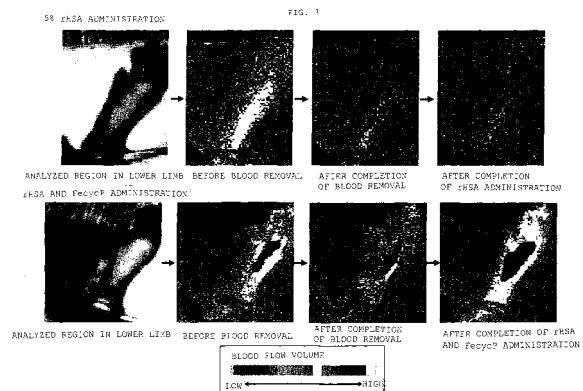 FIG. 1
5% rHSA ADMINISTRATION
ANALYZED REGION IN LOWER LIMB
BEFORE BLOOD REMOVAL
AFTER COMPLETION
OF BLOOD REMOVAL
AFTER COMPLETION
OF rHSA ADMINISTRATION
rHSA AND FecycP ADMINISTRATION
ANALYZED REGION IN LOWER LIMB
BEFORE BLOOD REMOVAL
AFTER COMPLETION
OF BLOOD REMOVAL
AFTER COMPLETION OF rHSA
AND FecycP ADMINISTRATION
BLOOD FLOW VOLUME
LOW
HIGH